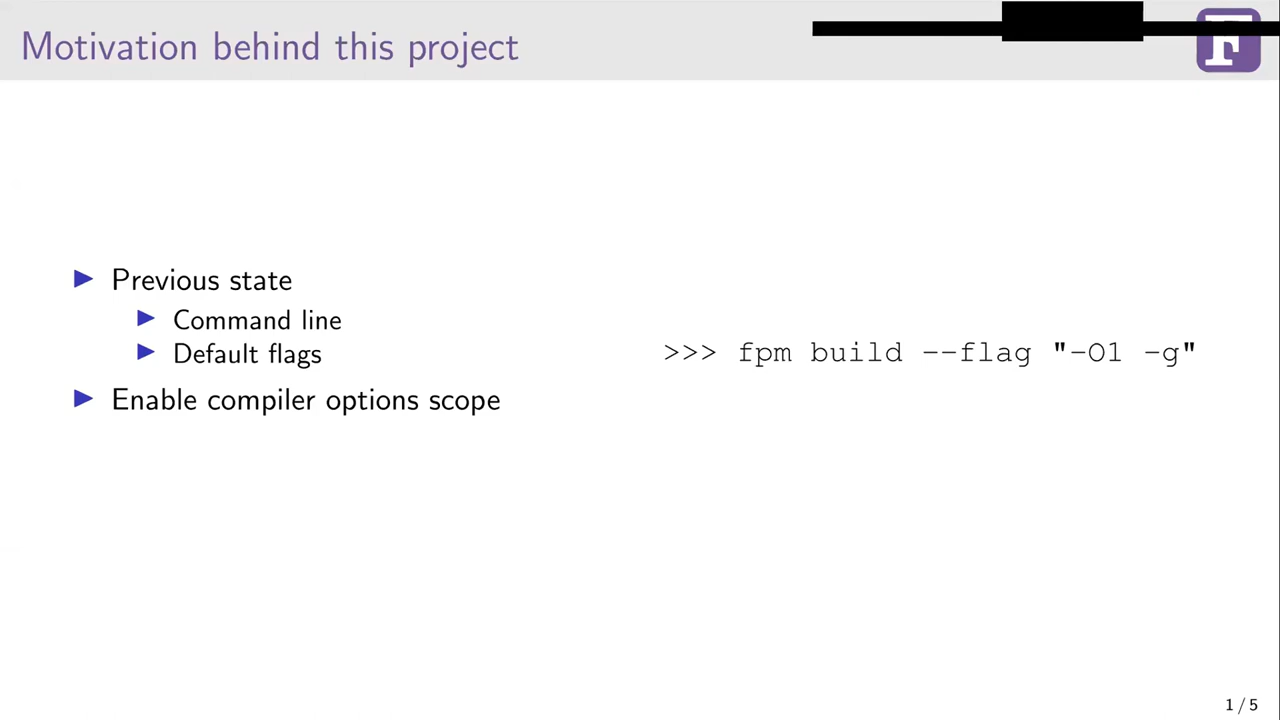 Motivation behind this project
F
Previous state
Command line
Default flags
Enable compiler options scope
>>> fpm build --flag "-O1 -g"
1 / 5